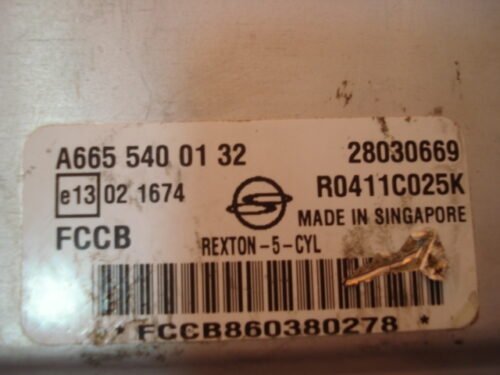 A665 540 01 32 28030669
e13 02 1674 R0411C025K
MADE IN SINGAPORE
FCCB REXTON-5-CYL
* FCCB860380278 *